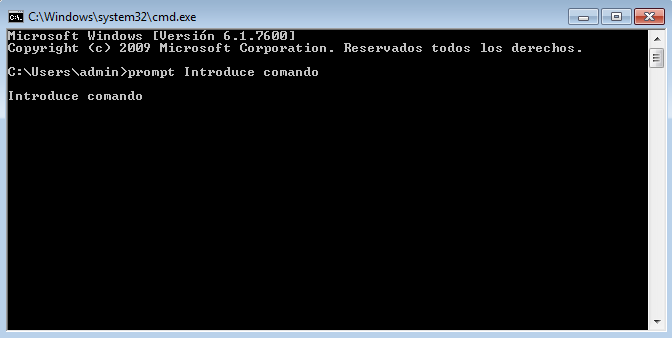 C:\Windows\system32\cmd.exe
Microsoft Windows [Versión 6.1.7600]
Copyright (c) 2009 Microsoft Corporation. Reservados todos los derechos.
C:\Users\admin>prompt Introduce comando
Introduce comando